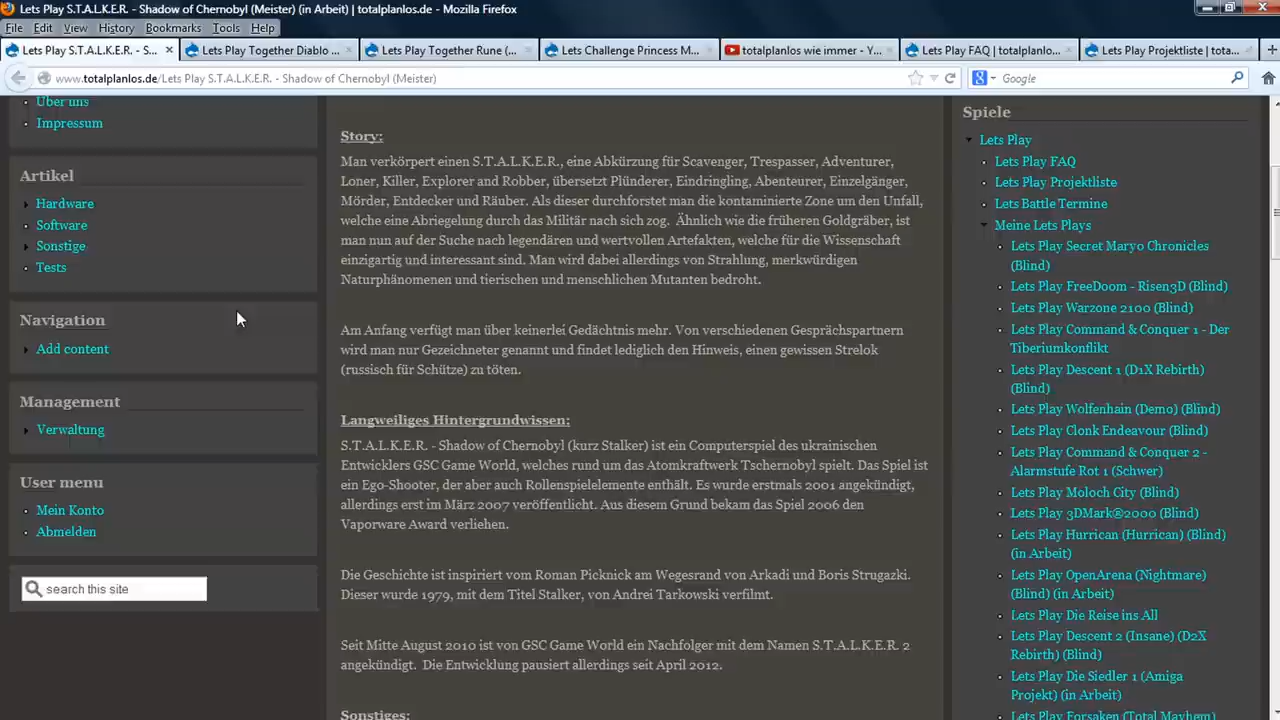 Lets Play S.T.A.L.K.E.R. - Shadow of Chernobyl (Meister) (in Arbeit) | totalplanlos.de - Mozilla Firefox
File Edit View History Bookmarks Tools Help
Lets Play S.T.A.L.K.E.R. - S... Lets Play Together Diablo ... Lets Play Together Rune (... Lets Challenge Princess M... totalplanlos wie immer - Y... Lets Play FAQ | totalplanlo... Lets Play Projektliste | tota...
www.totalplanlos.de/Lets Play S.T.A.L.K.E.R. - Shadow of Chernobyl (Meister) Google
Über uns
Impressum
Artikel
Hardware
Software
Sonstige
Tests
Navigation
Add content
Management
Verwaltung
User menu
Mein Konto
Abmelden
search this site
Story:
Man verkörpert einen S.T.A.L.K.E.R., eine Abkürzung für Scavenger, Trespasser, Adventurer,
Loner, Killer, Explorer and Robber, übersetzt Plünderer, Eindringling, Abenteurer, Einzelgänger,
Mörder, Entdecker und Räuber. Als dieser durchforstet man die kontaminierte Zone um den Unfall,
welche eine Abriegelung durch das Militär nach sich zog. Ähnlich wie die früheren Goldgräber, ist
man nun auf der Suche nach legendären und wertvollen Artefakten, welche für die Wissenschaft
einzigartig und interessant sind. Man wird dabei allerdings von Strahlung, merkwürdigen
Naturphänomenen und tierischen und menschlichen Mutanten bedroht.
Am Anfang verfügt man über keinerlei Gedächtnis mehr. Von verschiedenen Gesprächspartnern
wird man nur Gezeichneter genannt und findet lediglich den Hinweis, einen gewissen Strelok
(russisch für Schütze) zu töten.
Langweiliges Hintergrundwissen:
S.T.A.L.K.E.R. - Shadow of Chernobyl (kurz Stalker) ist ein Computerspiel des ukrainischen
Entwicklers GSC Game World, welches rund um das Atomkraftwerk Tschernobyl spielt. Das Spiel ist
ein Ego-Shooter, der aber auch Rollenspielelemente enthält. Es wurde erstmals 2001 angekündigt,
allerdings erst im März 2007 veröffentlicht. Aus diesem Grund bekam das Spiel 2006 den
Vaporware Award verliehen.
Die Geschichte ist inspiriert vom Roman Picknick am Wegesrand von Arkadi und Boris Strugazki.
Dieser wurde 1979, mit dem Titel Stalker, von Andrei Tarkowski verfilmt.
Seit Mitte August 2010 ist von GSC Game World ein Nachfolger mit dem Namen S.T.A.L.K.E.R. 2
angekündigt. Die Entwicklung pausiert allerdings seit April 2012.
Sonstiges:
Spiele
Lets Play
Lets Play FAQ
Lets Play Projektliste
Lets Battle Termine
Meine Lets Plays
Lets Play Secret Maryo Chronicles
(Blind)
Lets Play FreeDoom - Risen3D (Blind)
Lets Play Warzone 2100 (Blind)
Lets Play Command & Conquer 1 - Der
Tiberiumkonflikt
Lets Play Descent 1 (D1X Rebirth)
(Blind)
Lets Play Wolfenhain (Demo) (Blind)
Lets Play Clonk Endeavour (Blind)
Lets Play Command & Conquer 2 -
Alarmstufe Rot 1 (Schwer)
Lets Play Moloch City (Blind)
Lets Play 3DMark®2000 (Blind)
Lets Play Hurrican (Hurrican) (Blind)
(in Arbeit)
Lets Play OpenArena (Nightmare)
(Blind) (in Arbeit)
Lets Play Die Reise ins All
Lets Play Descent 2 (Insane) (D2X
Rebirth) (Blind)
Lets Play Die Siedler 1 (Amiga
Projekt) (in Arbeit)
Lets Play Forsaken (Total Mayhem)